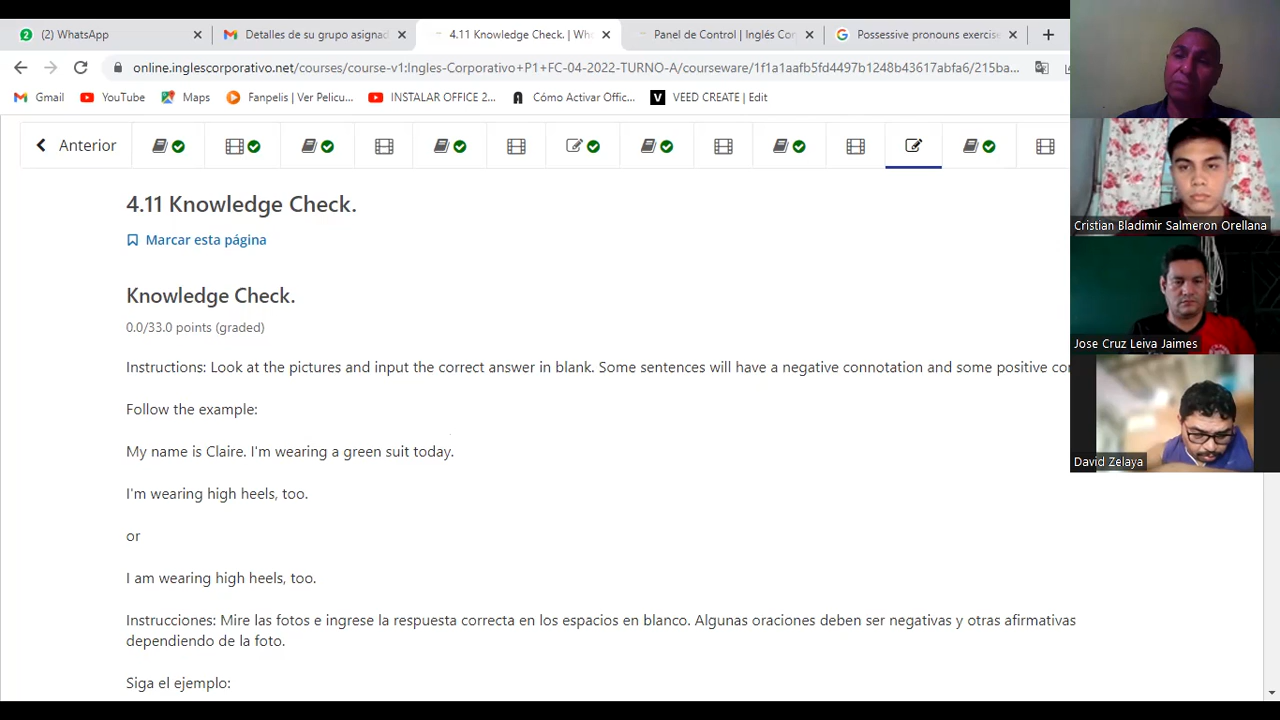 (2) WhatsApp
Detalles de su grupo asignad
4.11 Knowledge Check. | Wh
Panel de Control | Inglés Cor
Possessive pronouns exercise
online.inglescorporativo.net/courses/course-v1:Ingles-Corporativo+P1+FC-04-2022-TURNO-A/courseware/1f1a1aafb5fd4497b1248b43617abfa6/215ba...
Gmail
YouTube
Maps
Fanpelis | Ver Pelicu...
INSTALAR OFFICE 2...
Cómo Activar Offic...
VEED CREATE | Edit
Anterior
4.11 Knowledge Check.
Marcar esta página
Knowledge Check.
0.0/33.0 points (graded)
Instructions: Look at the pictures and input the correct answer in blank. Some sentences will have a negative connotation and some positive co
Follow the example:
My name is Claire. I'm wearing a green suit today.
I'm wearing high heels, too.
or
I am wearing high heels, too.
Instrucciones: Mire las fotos e ingrese la respuesta correcta en los espacios en blanco. Algunas oraciones deben ser negativas y otras afirmativas
dependiendo de la foto.
Siga el ejemplo:
Cristian Bladimir Salmeron Orellana
Jose Cruz Leiva Jaimes
David Zelaya